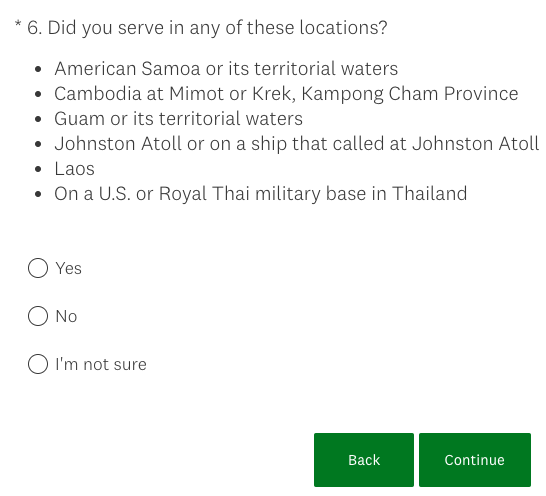 * 6. Did you serve in any of these locations?
• American Samoa or its territorial waters
• Cambodia at Mimot or Krek, Kampong Cham Province
• Guam or its territorial waters
• Johnston Atoll or on a ship that called at Johnston Atoll
• Laos
• On a U.S. or Royal Thai military base in Thailand
Yes
No
I'm not sure
Back Continue